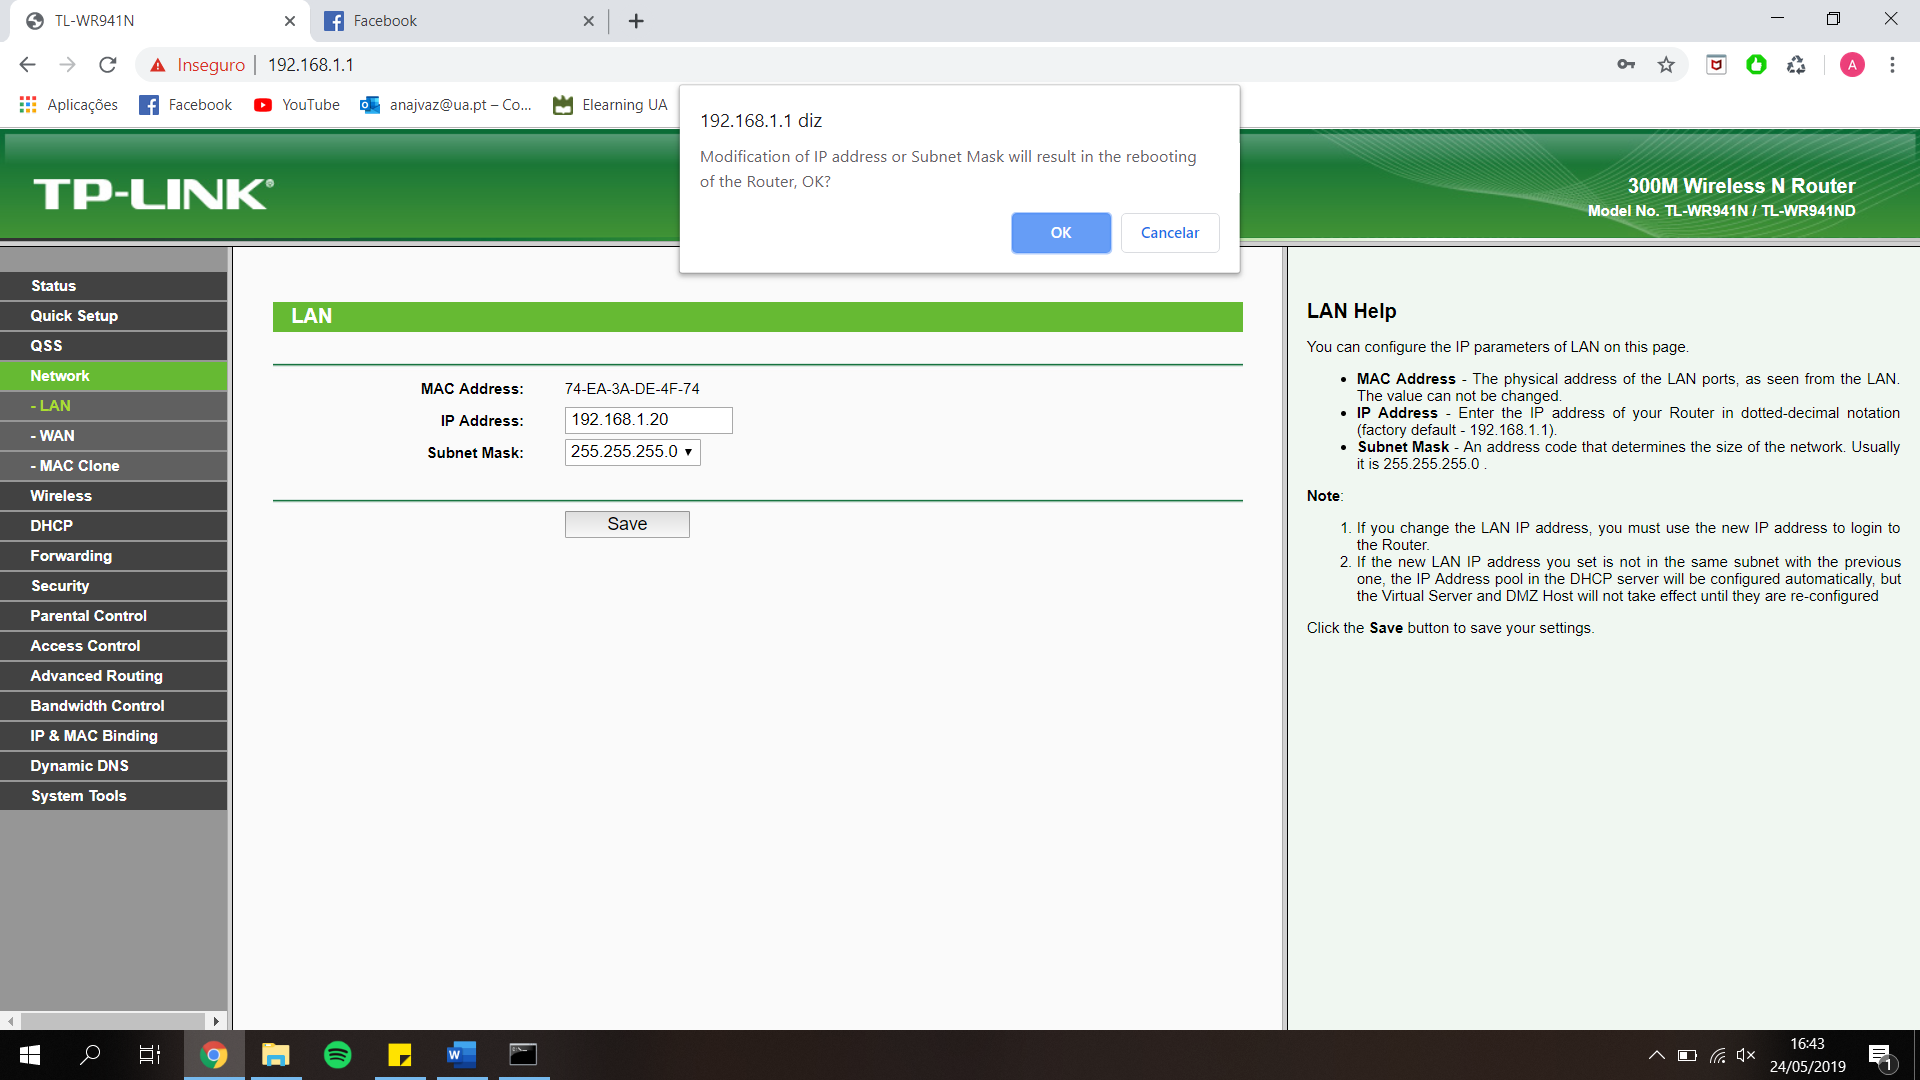 TL-WR941N
Facebook
Inseguro
192.168.1.1
A
Aplicações
Facebook
YouTube
anajvaz@ua.pt – Co...
Elearning UA
192.168.1.1 diz
Modification of IP address or Subnet Mask will result in the rebooting
of the Router, OK?
OK
Cancelar
TP-LINK®
300M Wireless N Router
Model No. TL-WR941N / TL-WR941ND
Status
Quick Setup
QSS
Network
- LAN
- WAN
- MAC Clone
Wireless
DHCP
Forwarding
Security
Parental Control
Access Control
Advanced Routing
Bandwidth Control
IP & MAC Binding
Dynamic DNS
System Tools
LAN
MAC Address: 74-EA-3A-DE-4F-74
IP Address: 192.168.1.20
Subnet Mask: 255.255.255.0
Save
LAN Help
You can configure the IP parameters of LAN on this page.
• MAC Address - The physical address of the LAN ports, as seen from the LAN.
The value can not be changed.
• IP Address - Enter the IP address of your Router in dotted-decimal notation
(factory default - 192.168.1.1).
• Subnet Mask - An address code that determines the size of the network. Usually
it is 255.255.255.0 .
Note:
1. If you change the LAN IP address, you must use the new IP address to login to
the Router.
2. If the new LAN IP address you set is not in the same subnet with the previous
one, the IP Address pool in the DHCP server will be configured automatically, but
the Virtual Server and DMZ Host will not take effect until they are re-configured
Click the Save button to save your settings.
16:43
24/05/2019
1